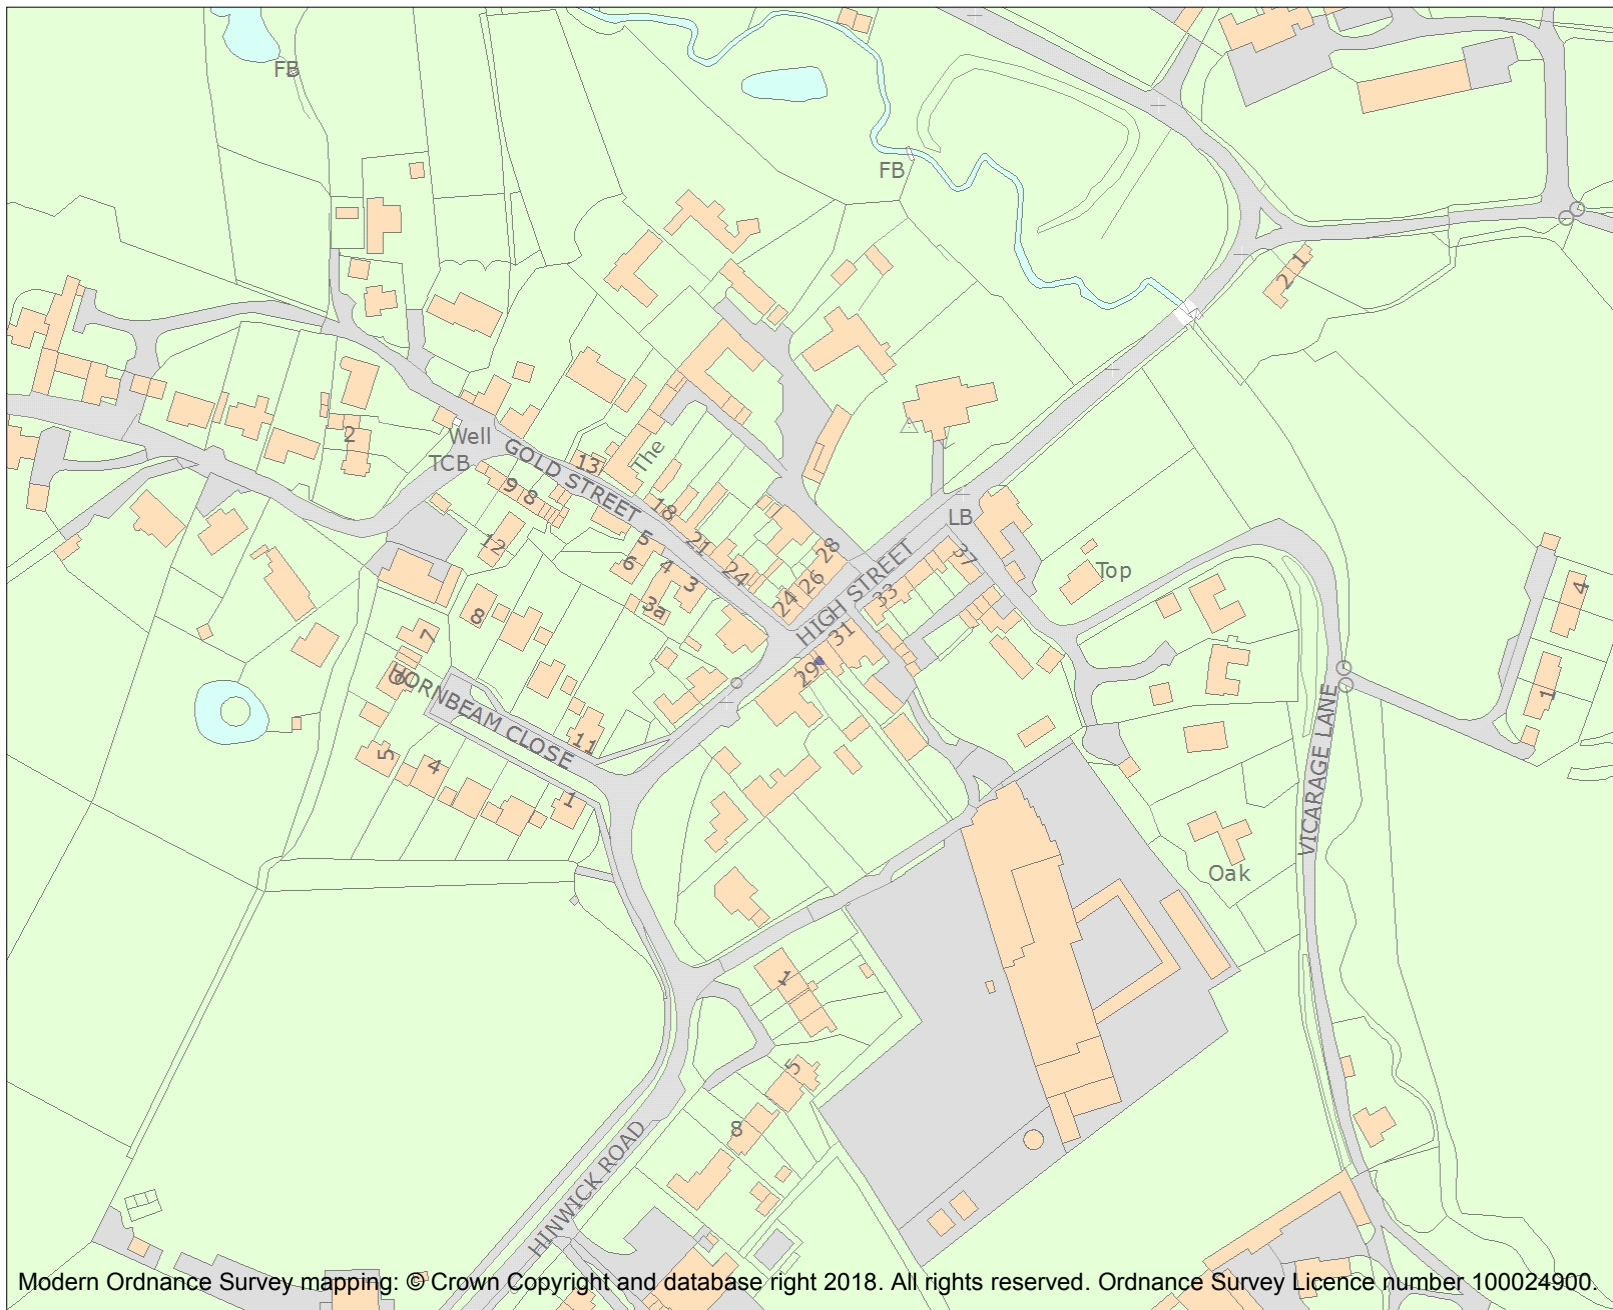 FB
FB
2 1
2
Well
TCB
GOLD STREET
13
The
9
8
18
LB
12
5
6
21
4
3
24
28
26
24
HIGH STREET
33
37
Top
4
3a
8
7
6
31
29
HORNBEAM CLOSE
11
5
4
1
1
VICARAGE LANE
Oak
1
5
8
HINWICK ROAD
Modern Ordnance Survey mapping: © Crown Copyright and database right 2018. All rights reserved. Ordnance Survey Licence number 100024900.